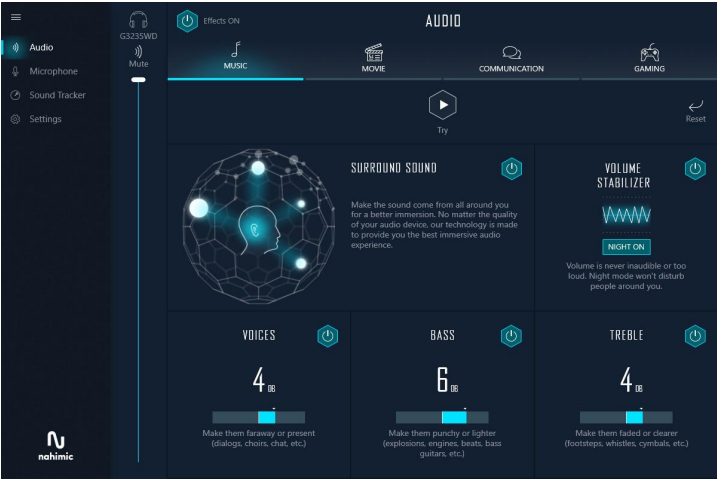 Audio
Microphone
Sound Tracker
Settings
nahimic
G3235WD
Mute
Effects ON
AUDIO
MUSIC
MOVIE
COMMUNICATION
GAMING
Try
Reset
SURROUND SOUND
Make the sound come from all around you
for a better immersion. No matter the quality
of your audio device, our technology is made
to provide you the best immersive audio
experience.
VOLUME
STABILIZER
NIGHT ON
Volume is never inaudible or too
loud. Night mode won't disturb
people around you.
VOICES
4 DB
Make them faraway or present
(dialogs, choirs, chat, etc.)
BASS
6 DB
Make them punchy or lighter
(explosions, engines, beats, bass
guitars, etc.)
TREBLE
4 DB
Make them faded or clearer
(footsteps, whistles, cymbals, etc.)